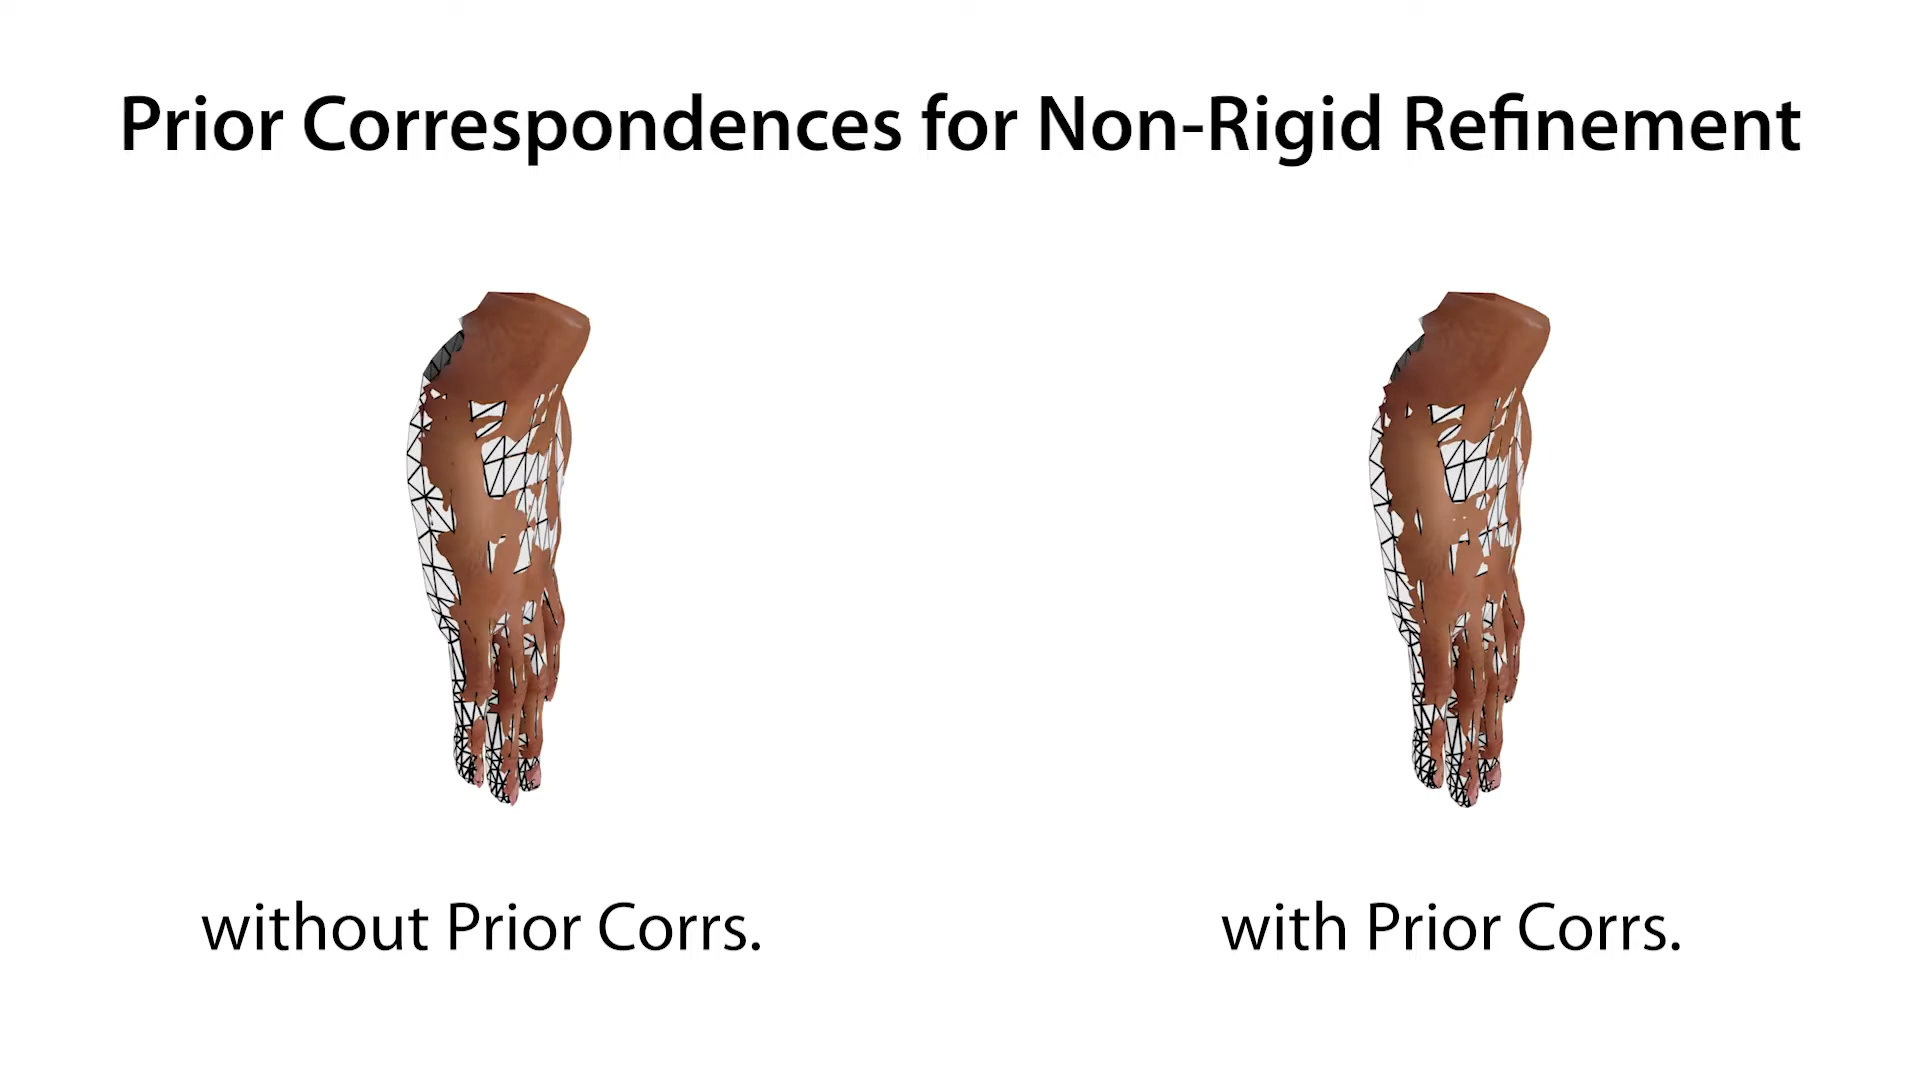 Prior Correspondences for Non-Rigid Refinement
without Prior Corrs.
with Prior Corrs.